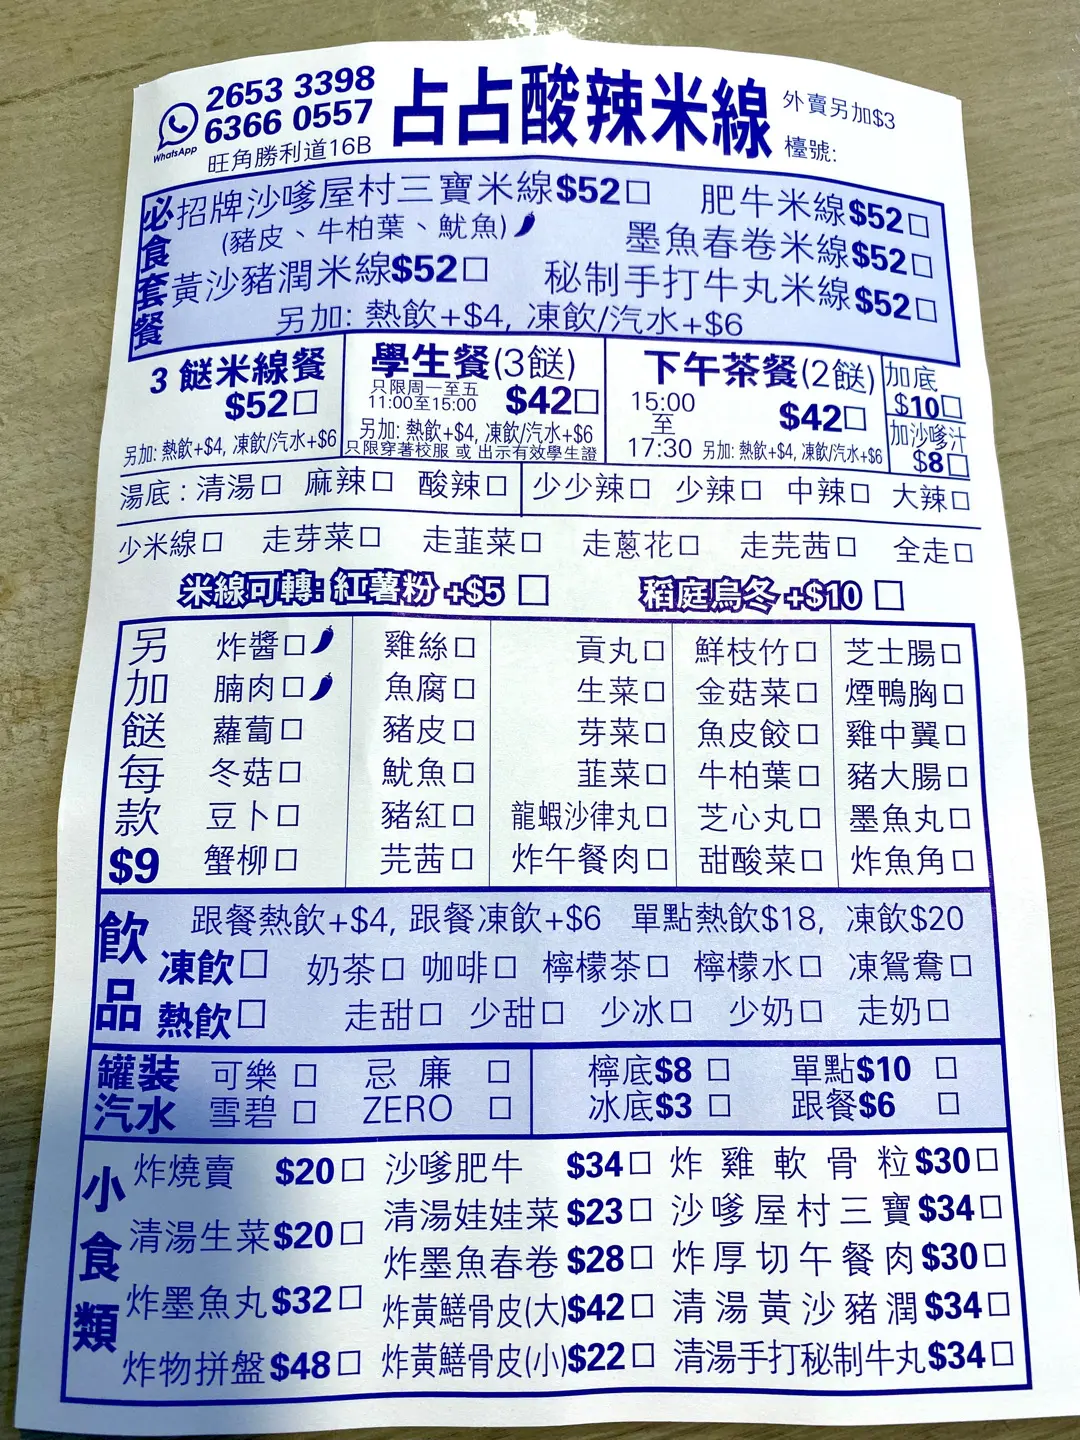 2653 3398
6366 0557
WhatsApp
旺角勝利道16B
占占酸辣米線
外賣另加$3
檯號:
必食套餐
招牌沙嗲屋村三寶米線$52□
(豬皮、牛柏葉、魷魚)
黃沙豬潤米線$52□
肥牛米線$52□
墨魚春卷米線$52□
秘制手打牛丸米線$52□
另加: 熱飲+$4, 凍飲/汽水+$6
3 餸米線餐
$52□
另加: 熱飲+$4, 凍飲/汽水+$6
學生餐(3餸)
只限周一至五
11:00至15:00
$42□
另加: 熱飲+$4, 凍飲/汽水+$6
只限穿著校服 或 出示有效學生證
下午茶餐(2餸)
15:00
至
17:30
$42□
另加: 熱飲+$4, 凍飲/汽水+$6
加底
$10□
加沙嗲汁
$8□
湯底 : 清湯□ 麻辣□ 酸辣□ 少少辣□ 少辣□ 中辣□ 大辣□
少米線□ 走芽菜□ 走韮菜□ 走蔥花□ 走芫茜□ 全走□
米線可轉: 紅薯粉 +$5 □ 稻庭烏冬 +$10 □
另加餸每款$9
炸醬□ 雞絲□ 貢丸□ 鮮枝竹□ 芝士腸□
腩肉□ 魚腐□ 生菜□ 金菇菜□ 煙鴨胸□
蘿蔔□ 豬皮□ 芽菜□ 魚皮餃□ 雞中翼□
冬菇□ 魷魚□ 韮菜□ 牛柏葉□ 豬大腸□
豆卜□ 豬紅□ 龍蝦沙律丸□ 芝心丸□ 墨魚丸□
蟹柳□ 芫茜□ 炸午餐肉□ 甜酸菜□ 炸魚角□
飲品
跟餐熱飲+$4, 跟餐凍飲+$6 單點熱飲$18, 凍飲$20
凍飲□ 奶茶□ 咖啡□ 檸檬茶□ 檸檬水□ 凍鴛鴦□
熱飲□ 走甜□ 少甜□ 少冰□ 少奶□ 走奶□
罐裝汽水
可樂 □ 忌廉 □ 檸底$8 □ 單點$10 □
雪碧 □ ZERO □ 冰底$3 □ 跟餐$6 □
小食類
炸燒賣 $20□
清湯生菜$20□
炸墨魚丸$32□
炸物拼盤$48□
沙嗲肥牛 $34□
清湯娃娃菜$23□
炸墨魚春卷$28□
炸黃鱔骨皮(大)$42□
炸黃鱔骨皮(小)$22□
炸雞軟骨粒$30□
沙嗲屋村三寶$34□
炸厚切午餐肉$30□
清湯黃沙豬潤$34□
清湯手打秘制牛丸$34□